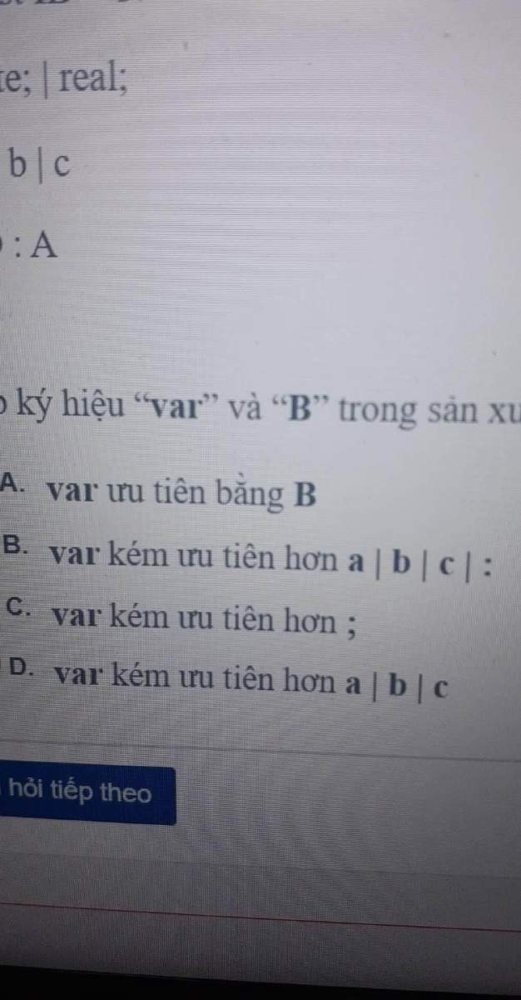 e; | real;
b | c
: A
ký hiệu “var” và “B” trong sản
A. var ưu tiên bằng B
B. var kém ưu tiên hơn a | b | c | :
C. var kém ưu tiên hơn ;
D. var kém ưu tiên hơn a | b | c
hỏi tiếp theo